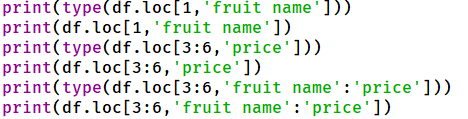 print(type(df.loc[1,'fruit name']))
print(df.loc[1,'fruit name'])
print(type(df.loc[3:6,'price']))
print(df.loc[3:6,'price'])
print(type(df.loc[3:6,'fruit name':'price']))
print(df.loc[3:6,'fruit name':'price'])